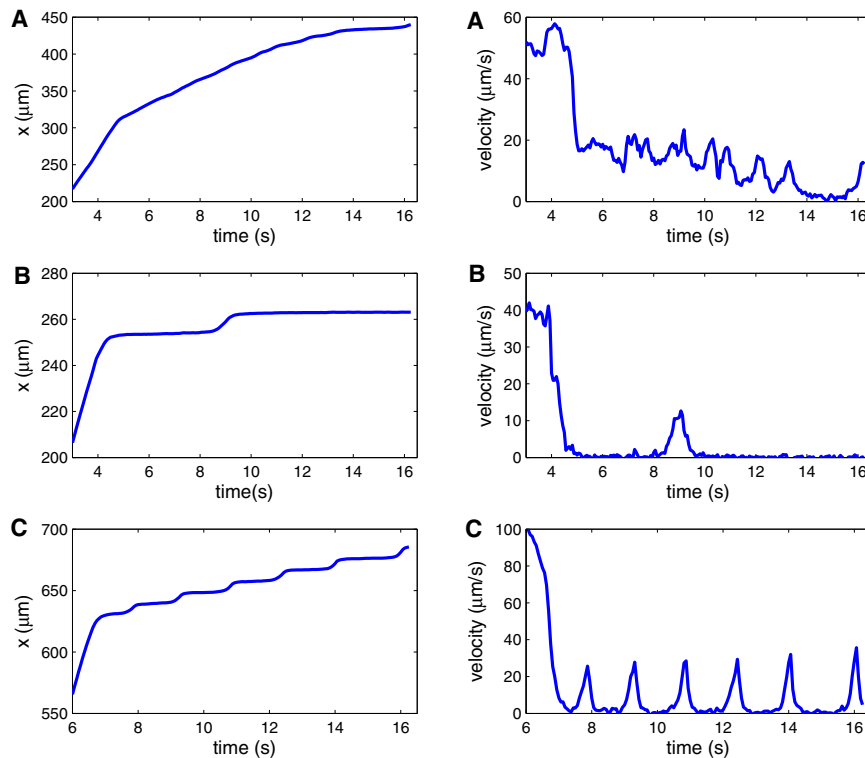 A
450
400
350
300
250
200
x (μm)
4 6 8 10 12 14 16
time (s)
A
60
40
20
0
velocity (μm/s)
4 6 8 10 12 14 16
time (s)
B
280
260
240
220
200
x (μm)
4 6 8 10 12 14 16
time(s)
B
50
40
30
20
10
0
velocity (μm/s)
4 6 8 10 12 14 16
time (s)
C
700
650
600
550
x (μm)
6 8 10 12 14 16
time (s)
C
100
80
60
40
20
0
velocity (μm/s)
6 8 10 12 14 16
time (s)